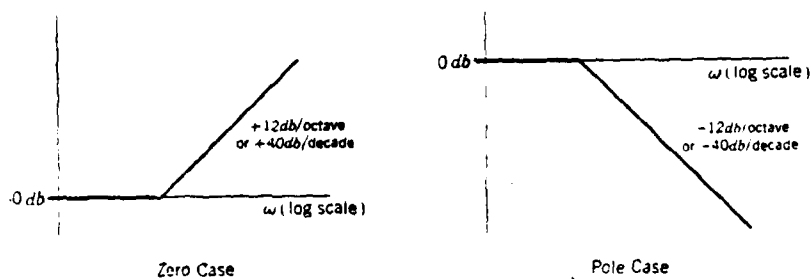 0 db
+12db/octave
or +40db/decade
ω (log scale)
Zero Case
0 db
ω (log scale)
-12db/octave
or -40db/decade
Pole Case